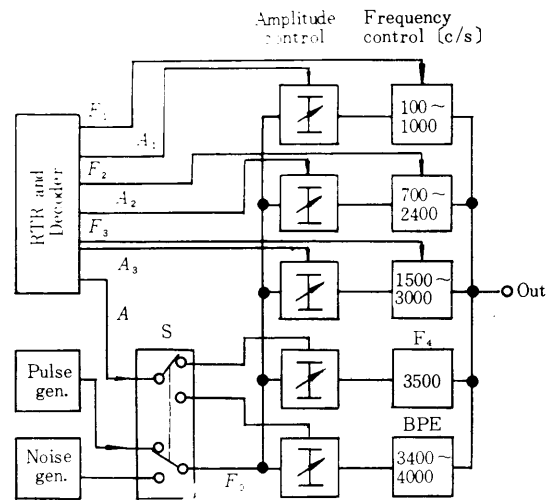 Amplitude control
Frequency control (c/s)
F₁
A₁
F₂
A₂
F₃
A₃
A
RTR and Decoder
100~
1000
700~
2400
1500~
3000
Out
S
F₄
3500
Pulse gen.
Noise gen.
BPE
3400~
4000